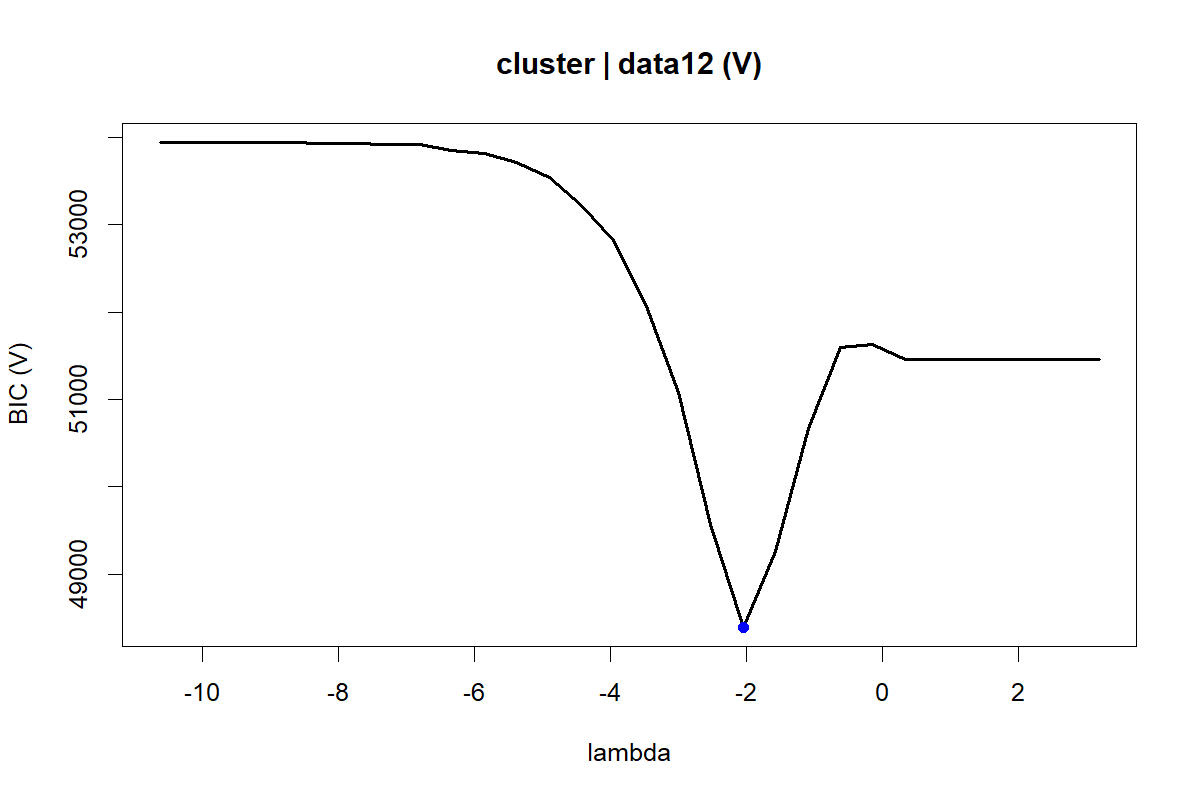 cluster | data12 (V)
BIC (V)
53000
51000
49000
-10 -8 -6 -4 -2 0 2
lambda